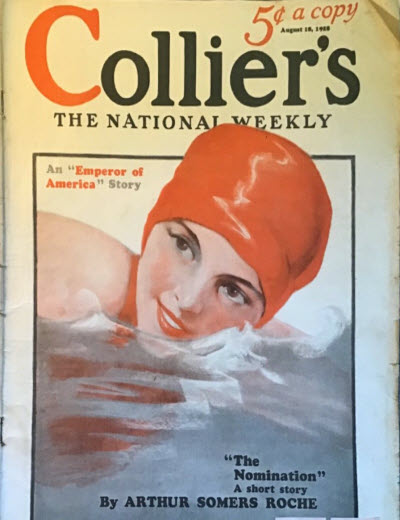 5¢ a copy
August 18, 1928
Collier's
THE NATIONAL WEEKLY
An "Emperor of
America" Story
"The
Nomination"
A short story
By ARTHUR SOMERS ROCHE